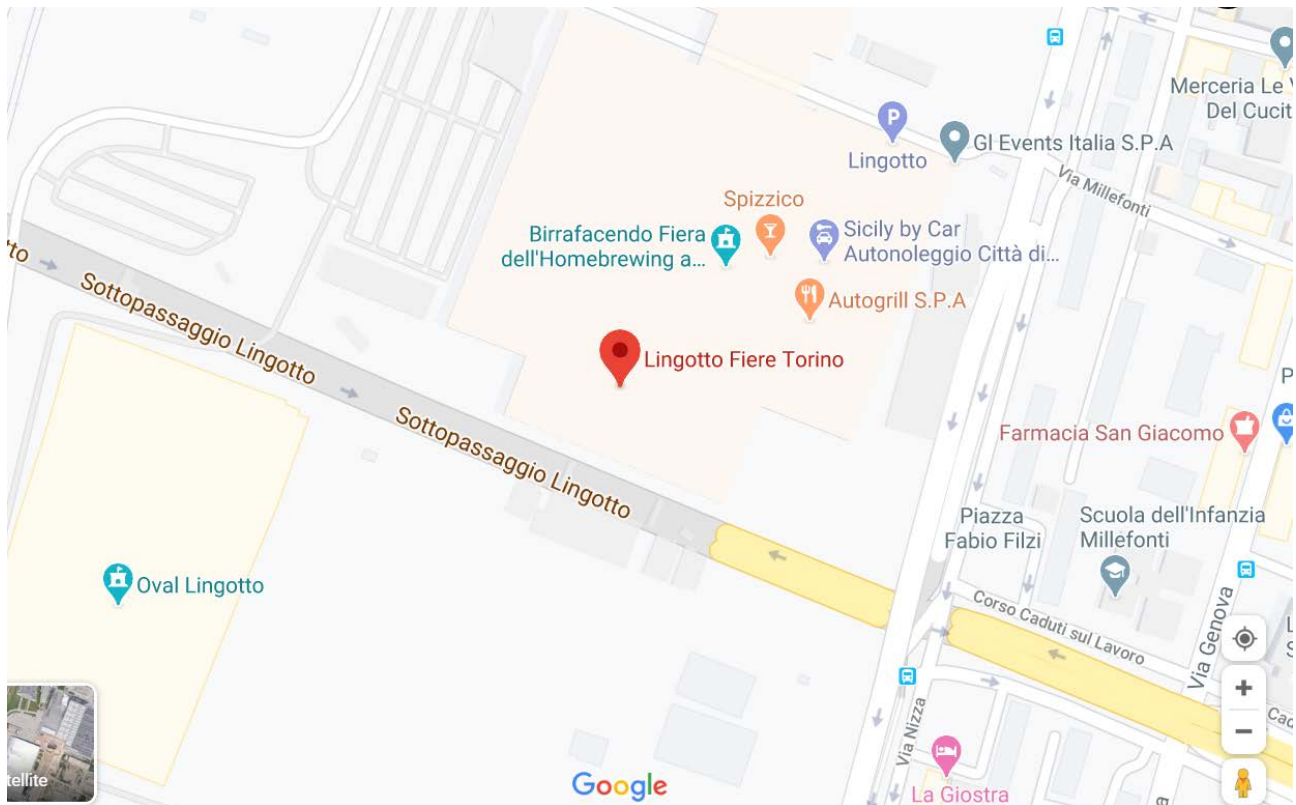 Merceria Le V
Del Cucit
P
Lingotto
GI Events Italia S.P.A
Via Millefonti
Spizzico
Birrafacendo Fiera
dell'Homebrewing a...
Sicily by Car
Autonoleggio Città di...
tto
Autogrill S.P.A
Sottopassaggio Lingotto
Lingotto Fiere Torino
P
Sottopassaggio Lingotto
Farmacia San Giacomo
Piazza
Fabio Filzi
Scuola dell'Infanzia
Millefonti
Oval Lingotto
Corso Caduti sul Lavoro
Via Genova
L
S
Via Nizza
Cad
tellite
Google
La Giostra
a